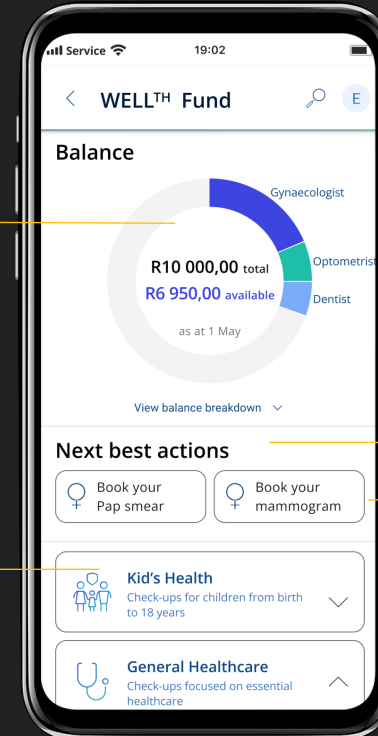 Service 19:02
WELLᵀᴴ Fund E
Balance
Gynaecologist
R10 000,00 total
Optometrist
R6 950,00 available
Dentist
as at 1 May
View balance breakdown
Next best actions
Book your
Pap smear
Book your
mammogram
Kid's Health
Check-ups for children from birth
to 18 years
General Healthcare
Check-ups focused on essential
healthcare